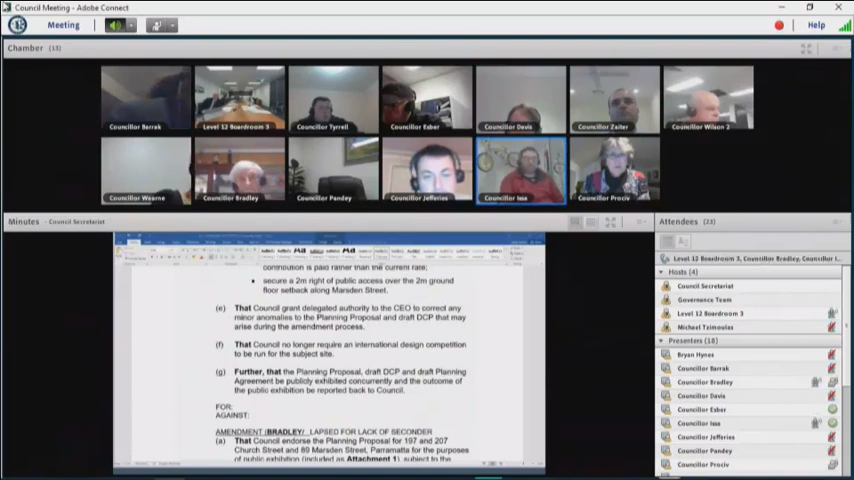 Council Meeting - Adobe Connect
Meeting
Help
Chamber (13)
Councillor Barrak
Level 12 Boardroom 3
Councillor Tyrrell
Councillor Esber
Councillor Davis
Councillor Zaiter
Councillor Wilson 2
Councillor Wearne
Councillor Bradley
Councillor Pandey
Councillor Jefferies
Councillor Issa
Councillor Prociv
Minutes - Council Secretariat
contribution is paid rather than the current rate;
• secure a 2m right of public access over the 2m ground
floor setback along Marsden Street.
(e) That Council grant delegated authority to the CEO to correct any
minor anomalies to the Planning Proposal and draft DCP that may
arise during the amendment process.
(f) That Council no longer require an international design competition
to be run for the subject site.
(g) Further, that the Planning Proposal, draft DCP and draft Planning
Agreement be publicly exhibited concurrently and the outcome of
the public exhibition be reported back to Council.
FOR:
AGAINST:
AMENDMENT (BRADLEY/ LAPSED FOR LACK OF SECONDER
(a) That Council endorse the Planning Proposal for 197 and 207
Church Street and 89 Marsden Street, Parramatta for the purposes
of public exhibition (included as Attachment 1), subject to the
Attendees (23)
Level 12 Boardroom 3, Councillor Bradley, Councillor I...
Hosts (4)
Council Secretariat
Governance Team
Level 12 Boardroom 3
Michael Tzimoulas
Presenters (18)
Bryan Hynes
Councillor Barrak
Councillor Bradley
Councillor Davis
Councillor Esber
Councillor Issa
Councillor Jefferies
Councillor Pandey
Councillor Prociv